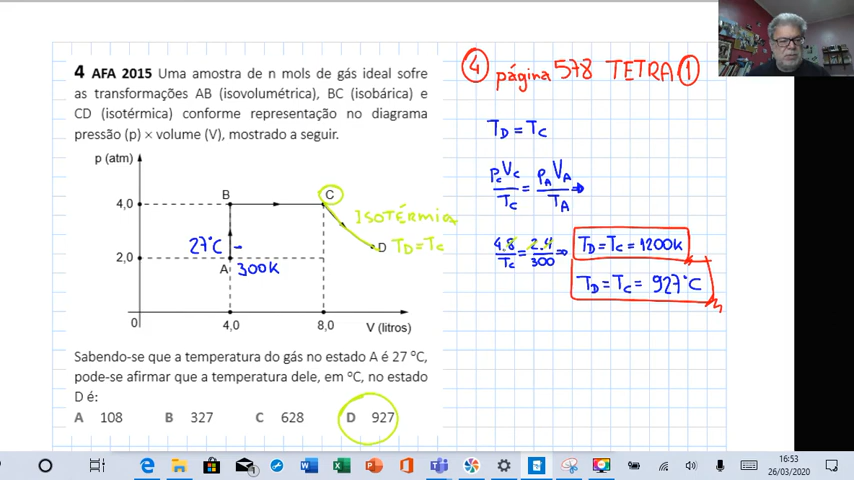 4 AFA 2015 Uma amostra de n mols de gás ideal sofre
as transformações AB (isovolumétrica), BC (isobárica) e
CD (isotérmica) conforme representação no diagrama
pressão (p) × volume (V), mostrado a seguir.
p (atm)
4,0
2,0
0
4,0
8,0
V (litros)
A
B
C
D
27°C
300K
ISOTÉRMICA
TD = TC
Sabendo-se que a temperatura do gás no estado A é 27 °C,
pode-se afirmar que a temperatura dele, em °C, no estado
D é:
A 108 B 327 C 628 D 927
4 página 578 TETRA 1
TD = TC
pcVc/Tc = pAVA/TA ⇒
4.8/Tc = 2.4/300 ⇒ TD = TC = 1200K
TD = TC = 927°C
16:53
26/03/2020